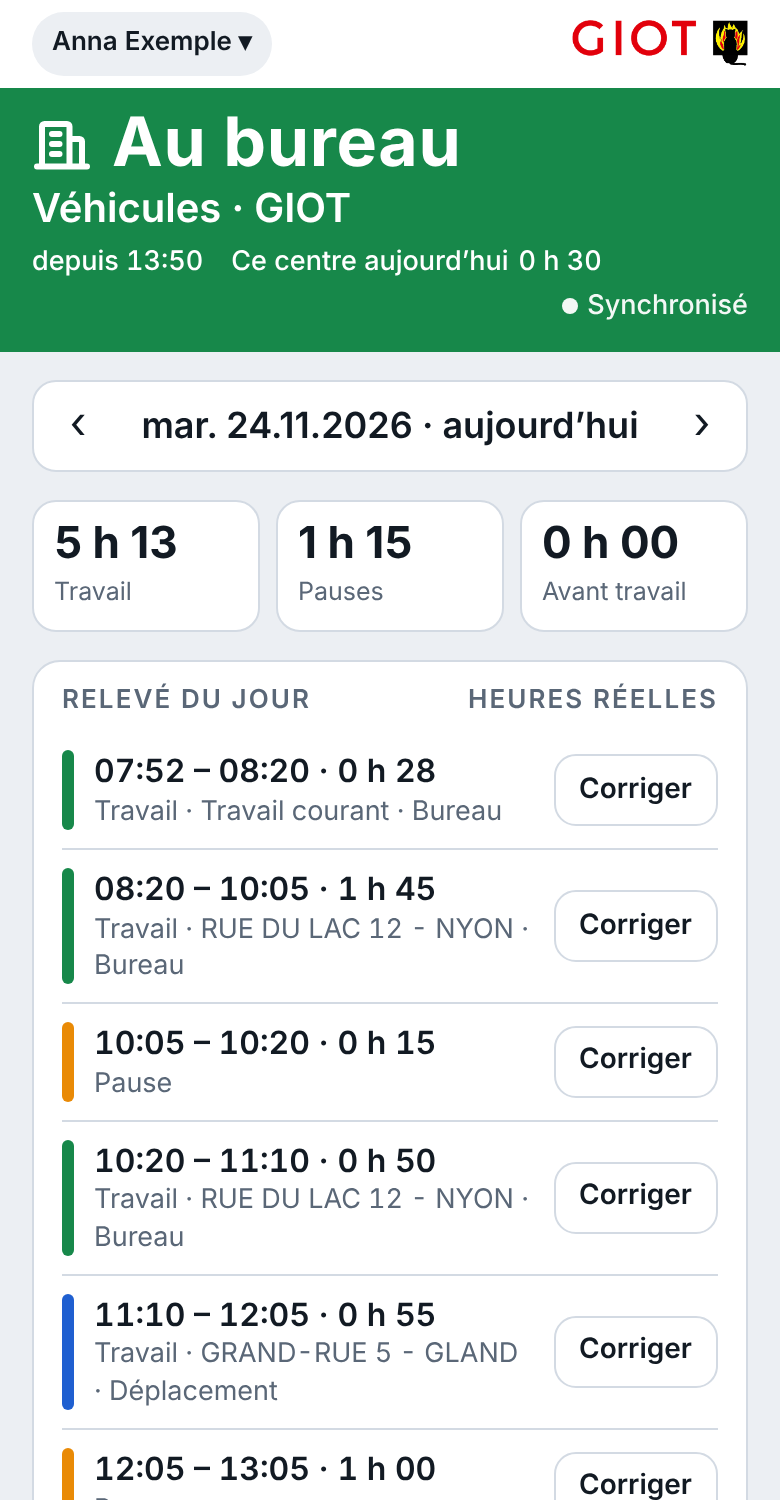 Anna Exemple ▾
GIOT
Au bureau
Véhicules · GIOT
depuis 13:50 Ce centre aujourd’hui 0 h 30
Synchronisé
‹ mar. 24.11.2026 · aujourd’hui ›
5 h 13
Travail
1 h 15
Pauses
0 h 00
Avant travail
RELEVÉ DU JOUR
HEURES RÉELLES
07:52 – 08:20 · 0 h 28
Travail · Travail courant · Bureau
Corriger
08:20 – 10:05 · 1 h 45
Travail · RUE DU LAC 12 - NYON ·
Bureau
Corriger
10:05 – 10:20 · 0 h 15
Pause
Corriger
10:20 – 11:10 · 0 h 50
Travail · RUE DU LAC 12 - NYON ·
Bureau
Corriger
11:10 – 12:05 · 0 h 55
Travail · GRAND-RUE 5 - GLAND
· Déplacement
Corriger
12:05 – 13:05 · 1 h 00
Corriger